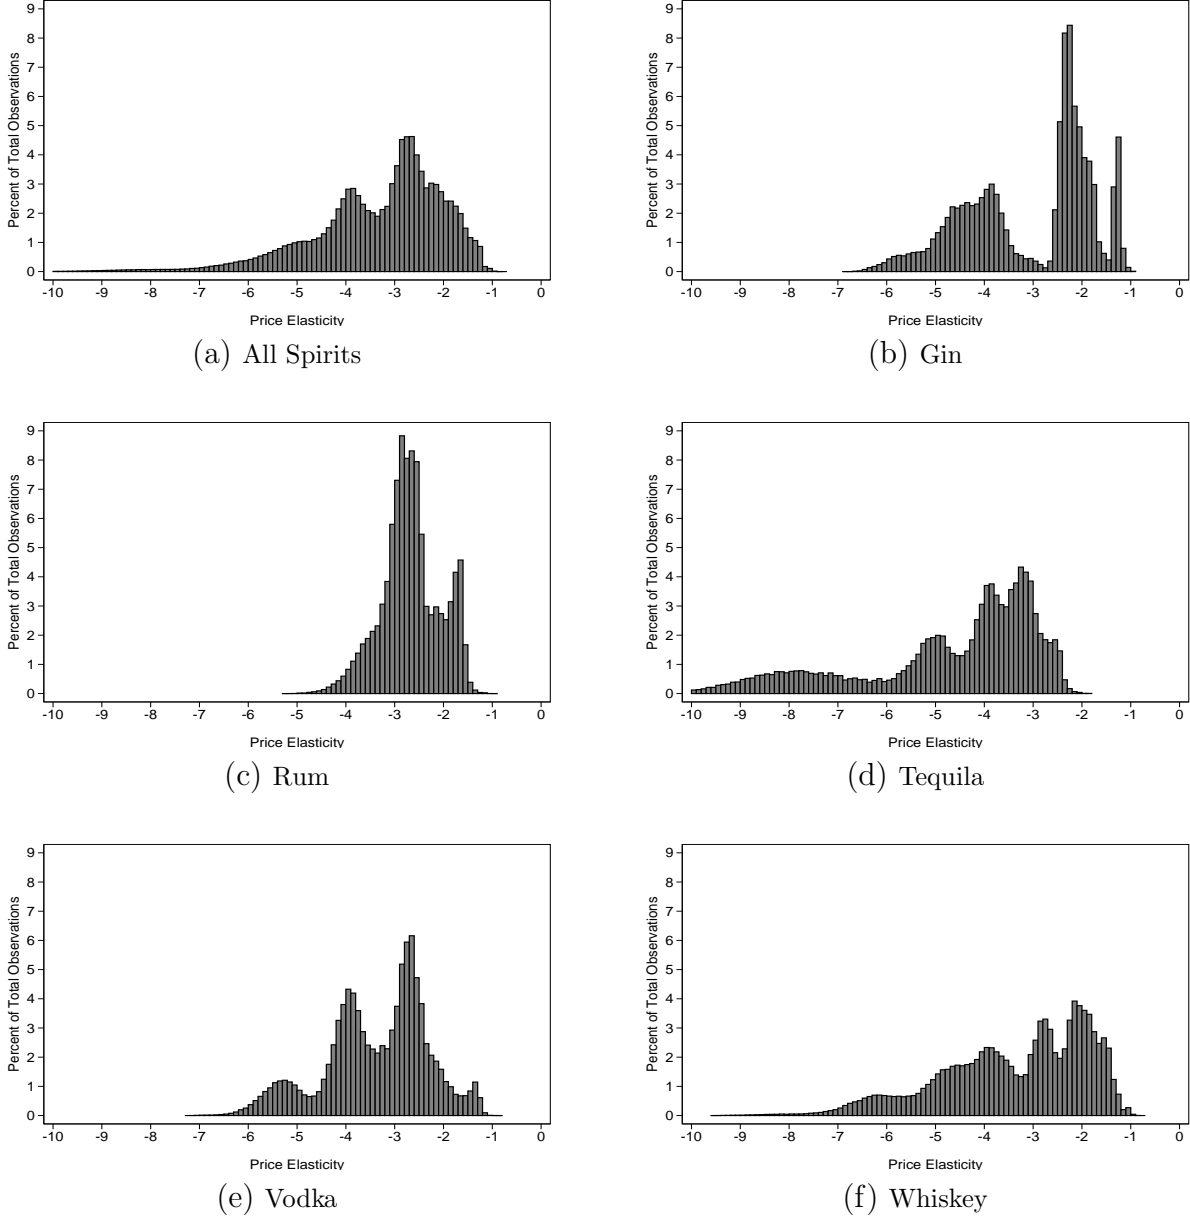 Percent of Total Observations
9
8
7
6
5
4
3
2
1
0
-10 -9 -8 -7 -6 -5 -4 -3 -2 -1 0
Price Elasticity
(a) All Spirits
Percent of Total Observations
9
8
7
6
5
4
3
2
1
0
-10 -9 -8 -7 -6 -5 -4 -3 -2 -1 0
Price Elasticity
(b) Gin
Percent of Total Observations
9
8
7
6
5
4
3
2
1
0
-10 -9 -8 -7 -6 -5 -4 -3 -2 -1 0
Price Elasticity
(c) Rum
Percent of Total Observations
9
8
7
6
5
4
3
2
1
0
-10 -9 -8 -7 -6 -5 -4 -3 -2 -1 0
Price Elasticity
(d) Tequila
Percent of Total Observations
9
8
7
6
5
4
3
2
1
0
-10 -9 -8 -7 -6 -5 -4 -3 -2 -1 0
Price Elasticity
(e) Vodka
Percent of Total Observations
9
8
7
6
5
4
3
2
1
0
-10 -9 -8 -7 -6 -5 -4 -3 -2 -1 0
Price Elasticity
(f) Whiskey